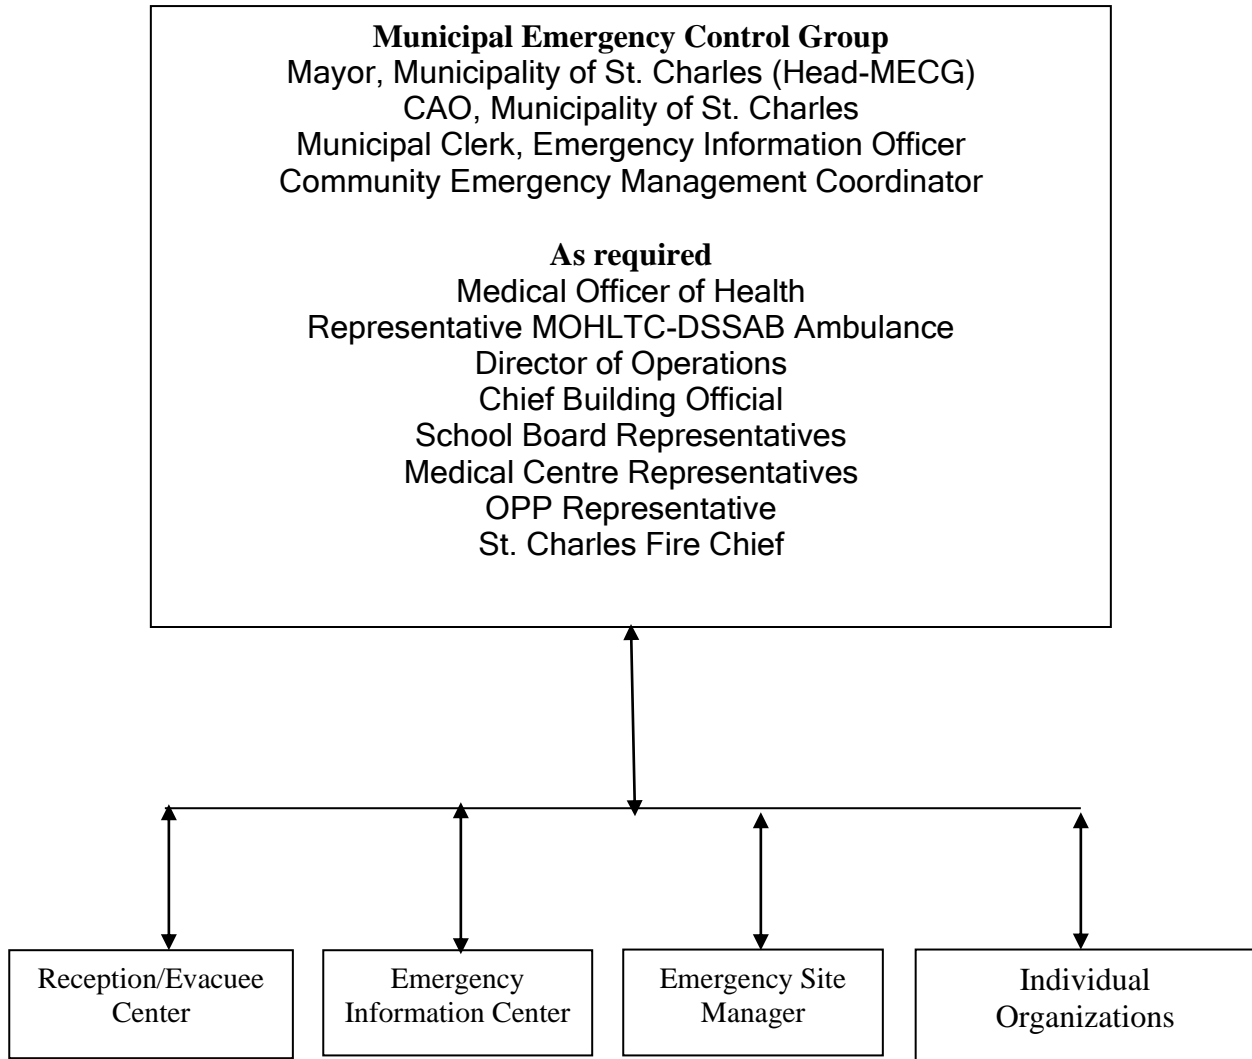 Municipal Emergency Control Group
Mayor, Municipality of St. Charles (Head-MECG)
CAO, Municipality of St. Charles
Municipal Clerk, Emergency Information Officer
Community Emergency Management Coordinator
As required
Medical Officer of Health
Representative MOHLTC-DSSAB Ambulance
Director of Operations
Chief Building Official
School Board Representatives
Medical Centre Representatives
OPP Representative
St. Charles Fire Chief
Reception/Evacuee
Center
Emergency
Information Center
Emergency Site
Manager
Individual
Organizations